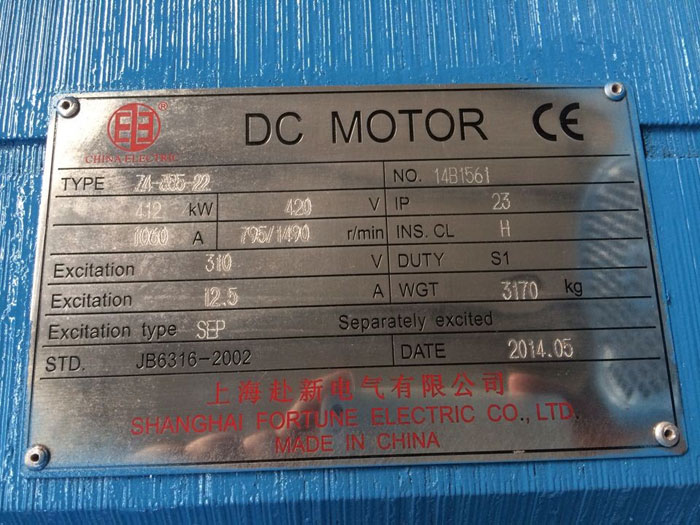 ® DC MOTOR CE
CHINA ELECTRIC
TYPE Z4-355-22 NO. 14B1561
412 kW 420 V IP 23
1060 A 795/1490 r/min INS. CL H
Excitation 310 V DUTY S1
Excitation 12.5 A WGT 3170 kg
Excitation type SEP Separately excited
STD. JB6316-2002 DATE 2014.05
上海赴新电气有限公司
SHANGHAI FORTUNE ELECTRIC CO., LTD.
MADE IN CHINA